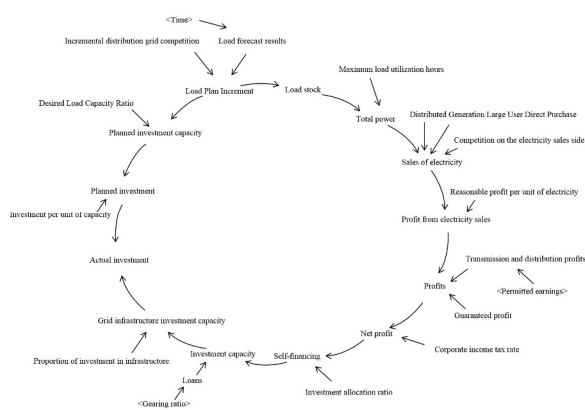 <Time>
Incremental distribution grid competition
Load forecast results
Maximum load utilization hours
Load Plan Increment
Load stock
Desired Load Capacity Ratio
Total power
Distributed Generation Large User Direct Purchase
Planned investment capacity
Competition on the electricity sales side
Sales of electricity
Planned investment
Reasonable profit per unit of electricity
Investment per unit of capacity
Profit from electricity sales
Actual investment
Transmission and distribution profits
Profits
<Permitted earnings>
Guaranteed profit
Grid infrastructure investment capacity
Net profit
Corporate income tax rate
Proportion of investment in infrastructure
Investment capacity
Self-financing
Loans
Investment allocation ratio
<Gearing ratio>